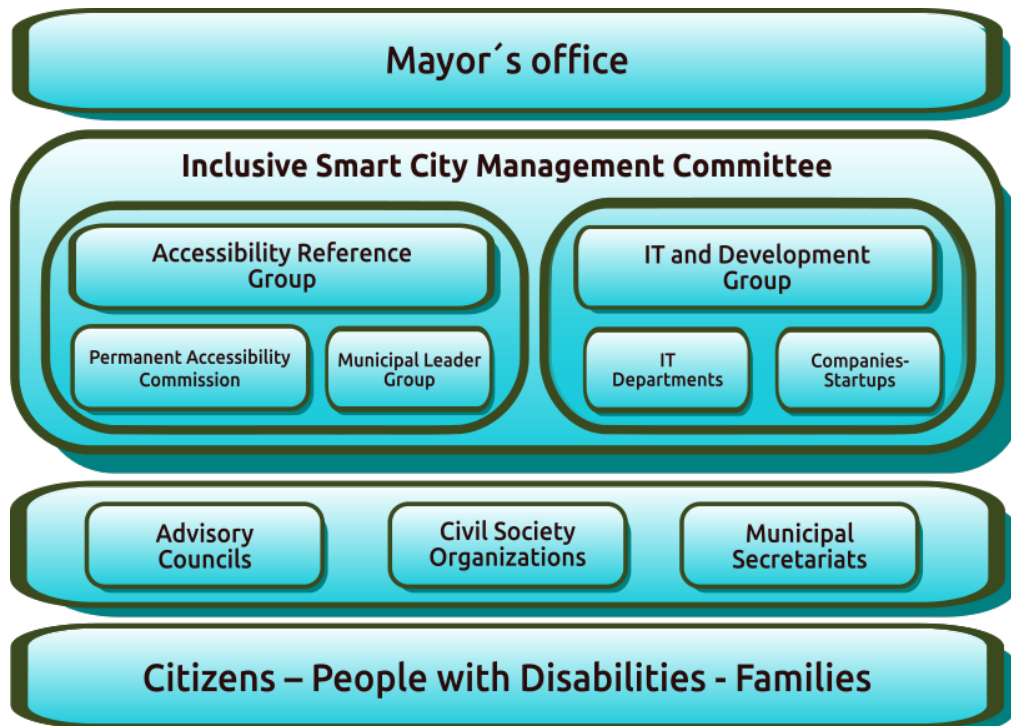 Mayor´s office
Inclusive Smart City Management Committee
Accessibility Reference
Group
Permanent Accessibility
Commission
Municipal Leader
Group
IT and Development
Group
IT
Departments
Companies-
Startups
Advisory
Councils
Civil Society
Organizations
Municipal
Secretariats
Citizens – People with Disabilities - Families